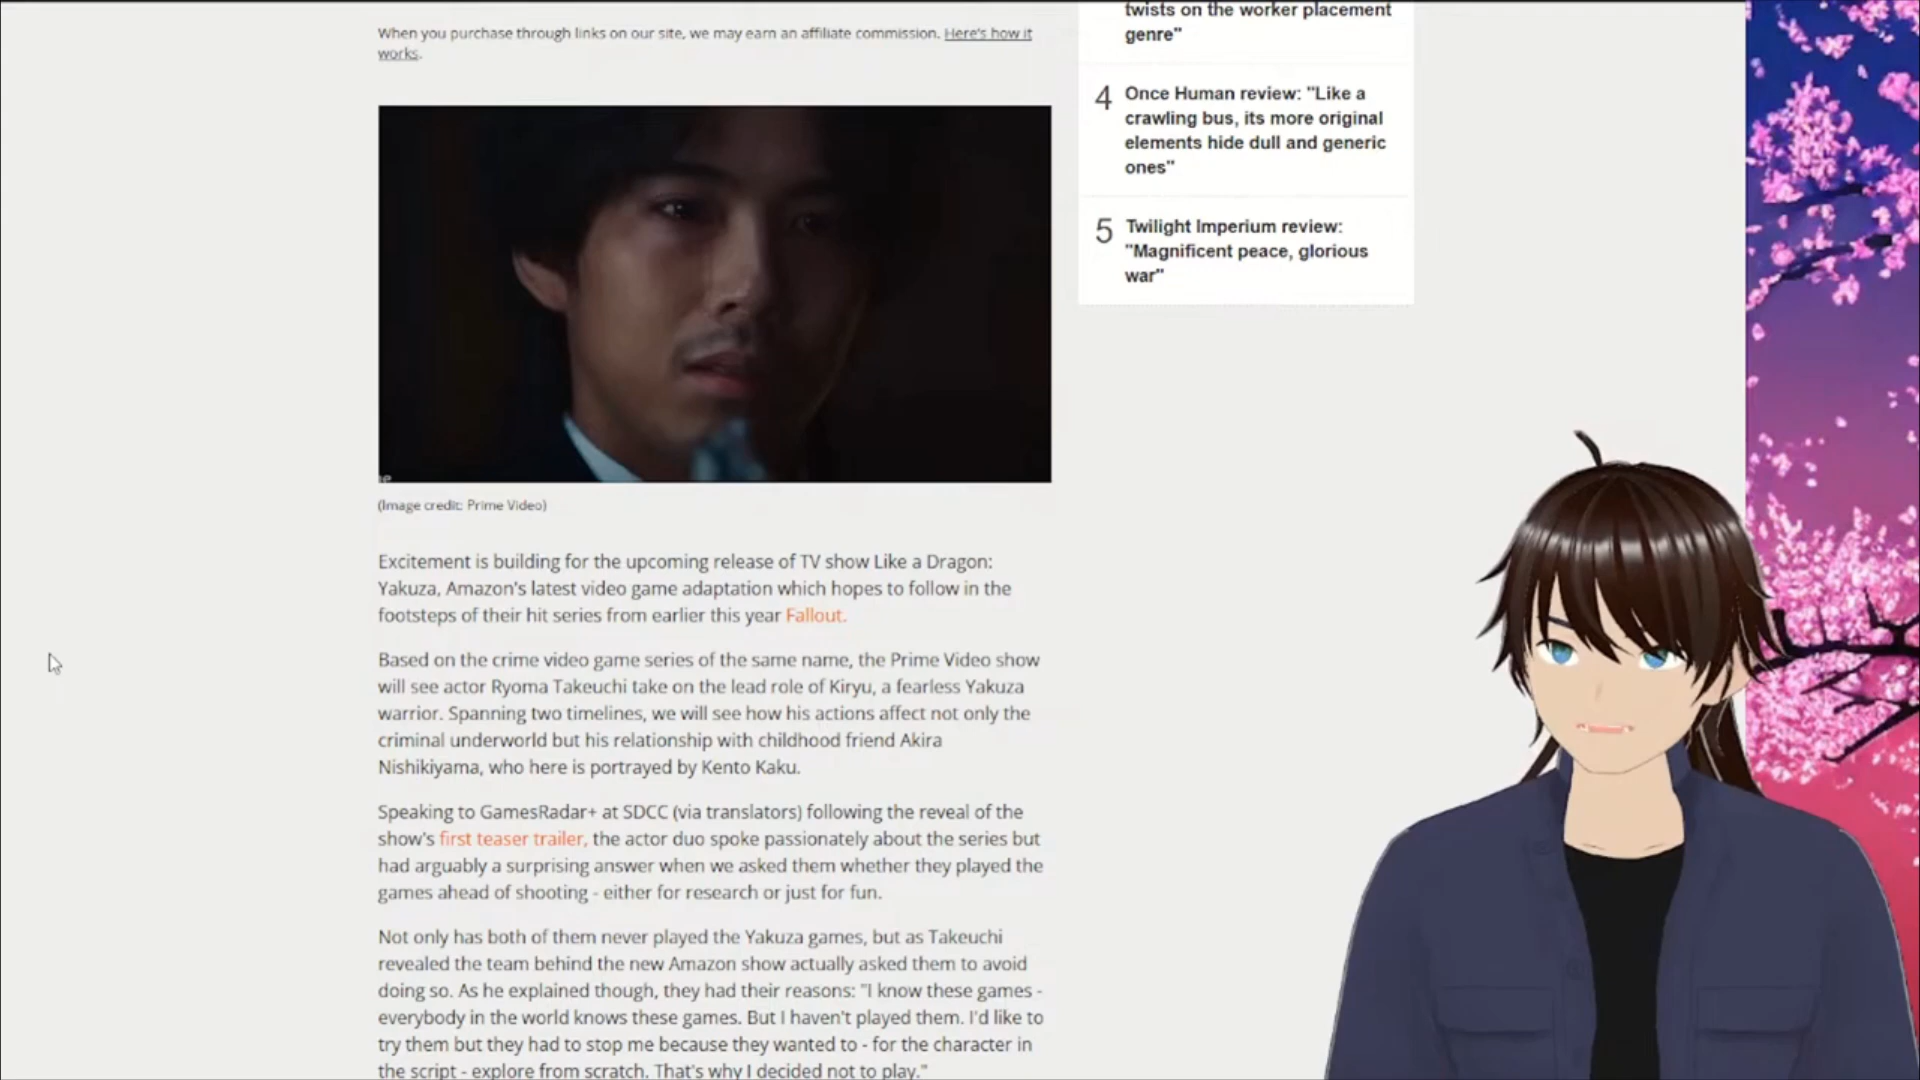 When you purchase through links on our site, we may earn an affiliate commission. Here's how it
works.
(Image credit: Prime Video)
Excitement is building for the upcoming release of TV show Like a Dragon:
Yakuza, Amazon's latest video game adaptation which hopes to follow in the
footsteps of their hit series from earlier this year Fallout.
Based on the crime video game series of the same name, the Prime Video show
will see actor Ryoma Takeuchi take on the lead role of Kiryu, a fearless Yakuza
warrior. Spanning two timelines, we will see how his actions affect not only the
criminal underworld but his relationship with childhood friend Akira
Nishikiyama, who here is portrayed by Kento Kaku.
Speaking to GamesRadar+ at SDCC (via translators) following the reveal of the
show's first teaser trailer, the actor duo spoke passionately about the series but
had arguably a surprising answer when we asked them whether they played the
games ahead of shooting - either for research or just for fun.
Not only has both of them never played the Yakuza games, but as Takeuchi
revealed the team behind the new Amazon show actually asked them to avoid
doing so. As he explained though, they had their reasons: "I know these games -
everybody in the world knows these games. But I haven't played them. I'd like to
try them but they had to stop me because they wanted to - for the character in
the script - explore from scratch. That's why I decided not to play."
twists on the worker placement
genre"
4 Once Human review: "Like a
crawling bus, its more original
elements hide dull and generic
ones"
5 Twilight Imperium review:
"Magnificent peace, glorious
war"